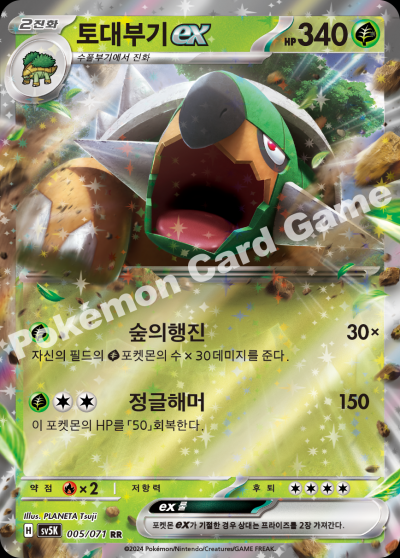 2진화
토대부기 ex
HP 340
수풀부기에서 진화
Pokémon Card Game
숲의행진 30×
자신의 필드의 포켓몬의 수 × 30데미지를 준다.
정글해머 150
이 포켓몬의 HP를 「50」회복한다.
약점 ×2 저항력 후퇴
Illus. PLANETA Tsuji
H sv5K 005/071 RR
ex 룰
포켓몬 ex가 기절한 경우 상대는 프라이즈를 2장 가져간다.
©2024 Pokémon/Nintendo/Creatures/GAME FREAK.